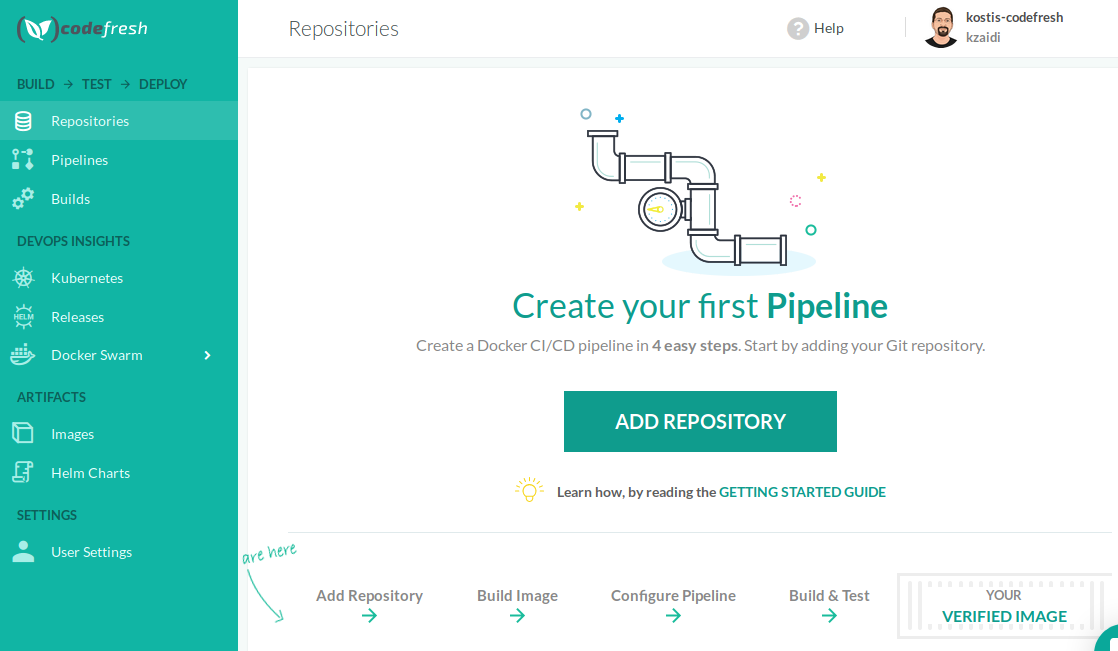 codefresh
Repositories
Help
kostis-codefresh
kzaidi
BUILD → TEST → DEPLOY
Repositories
Pipelines
Builds
DEVOPS INSIGHTS
Kubernetes
HELM
Releases
Docker Swarm
ARTIFACTS
Images
Helm Charts
SETTINGS
User Settings
Create your first Pipeline
Create a Docker CI/CD pipeline in 4 easy steps. Start by adding your Git repository.
ADD REPOSITORY
Learn how, by reading the GETTING STARTED GUIDE
are here
Add Repository
Build Image
Configure Pipeline
Build & Test
YOUR
VERIFIED IMAGE